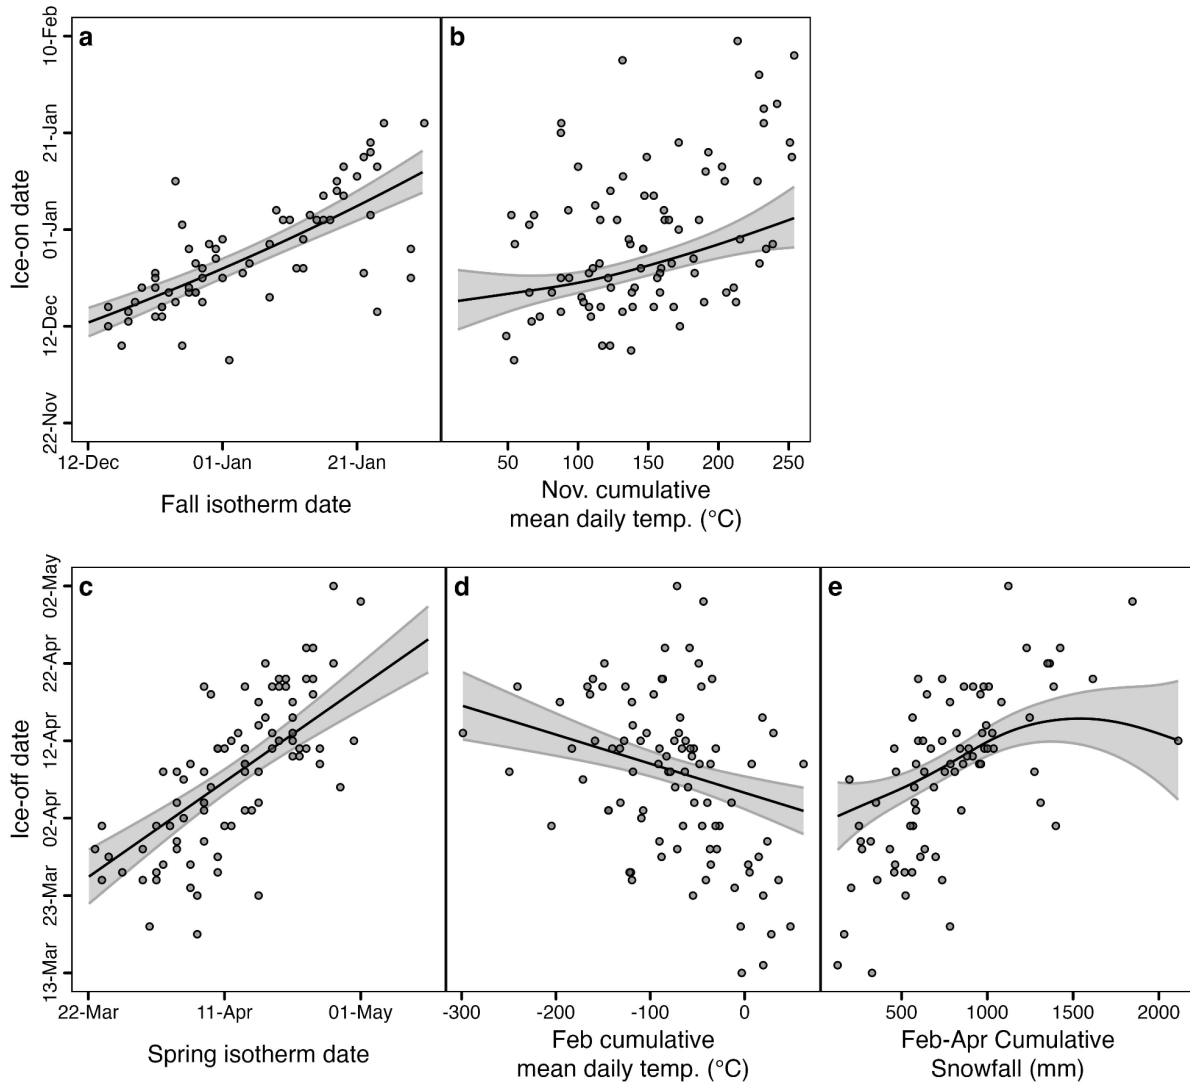 a
b
Ice-on date
10-Feb
21-Jan
01-Jan
12-Dec
22-Nov
12-Dec 01-Jan 21-Jan
50 100 150 200 250
Fall isotherm date
Nov. cumulative
mean daily temp. (°C)
c
d
e
Ice-off date
02-May
22-Apr
12-Apr
02-Apr
23-Mar
13-Mar
22-Mar 11-Apr 01-May
-300 -200 -100 0
500 1000 1500 2000
Spring isotherm date
Feb cumulative
mean daily temp. (°C)
Feb-Apr Cumulative
Snowfall (mm)